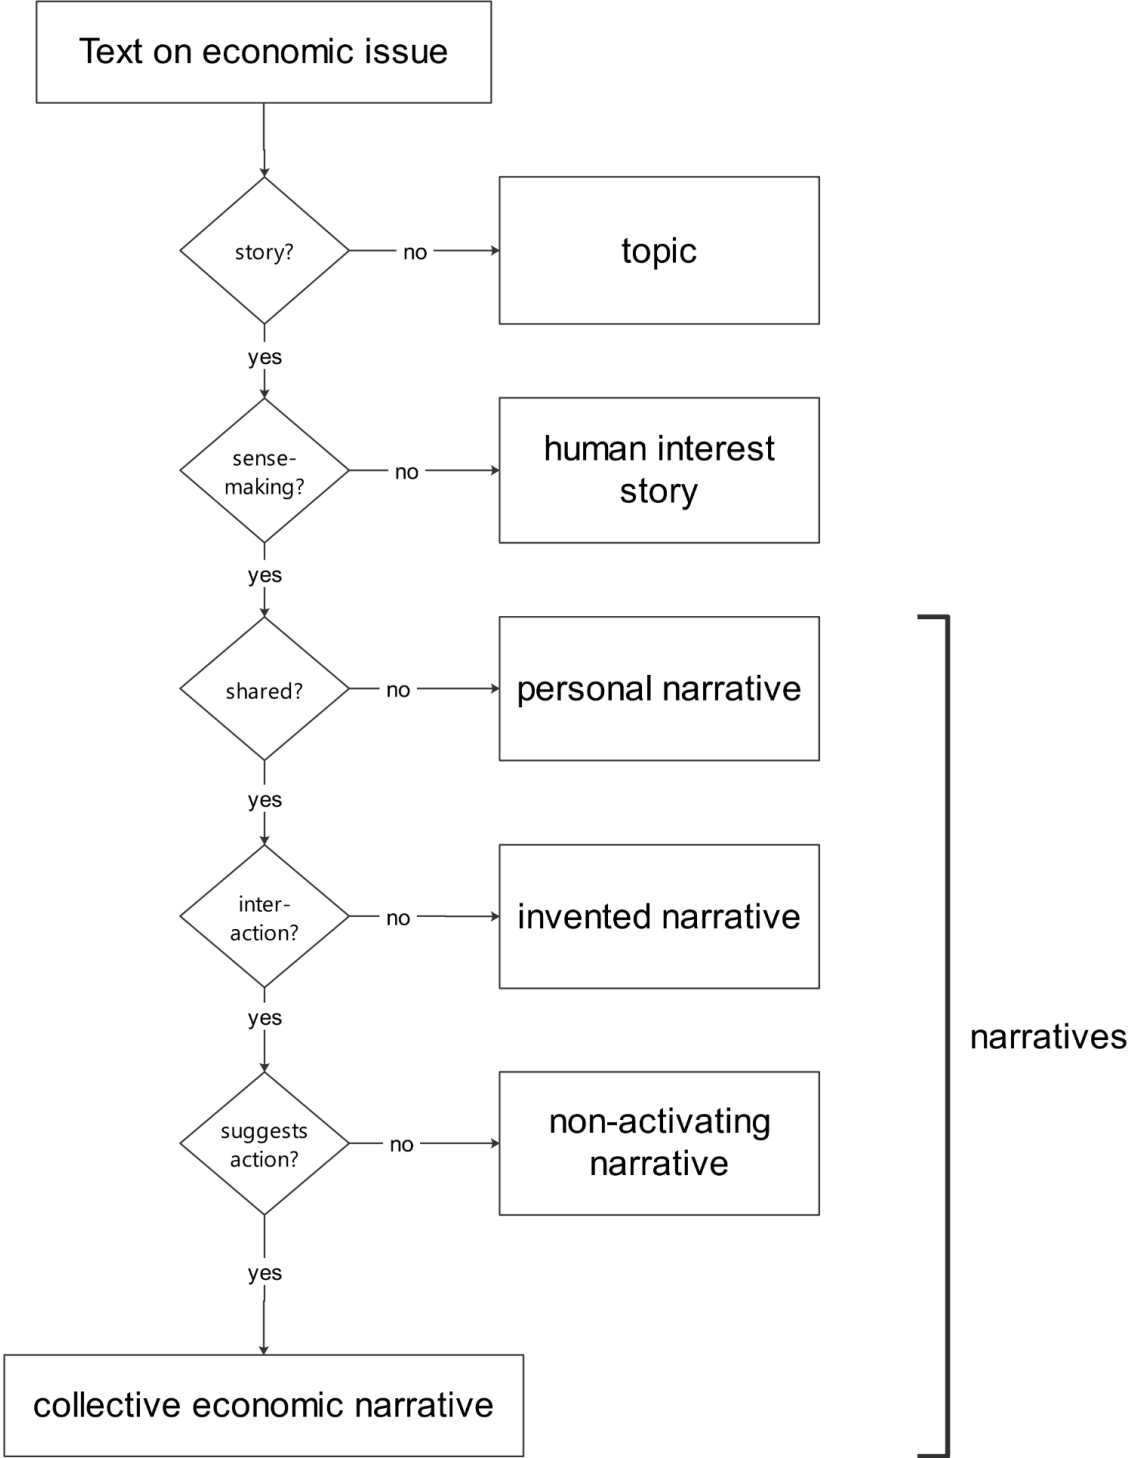 Text on economic issue
story?
no
topic
yes
sense-
making?
no
human interest
story
yes
shared?
no
personal narrative
yes
inter-
action?
no
invented narrative
yes
narratives
suggests
action?
no
non-activating
narrative
yes
collective economic narrative